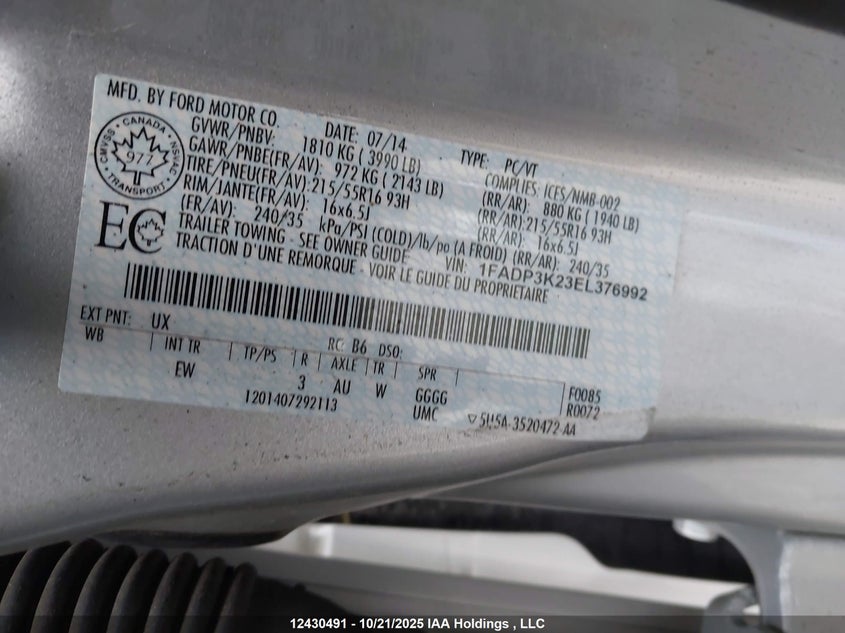 MFD. BY FORD MOTOR CO.
DATE: 07/14 TYPE: PC/VT
GVWR/PNBV: 1810 KG ( 3990 LB) COMPLIES: ICES/NMB-002
GAWR/PNBE(FR/AV): 972 KG ( 2143 LB) (RR/AR): 880 KG ( 1940 LB)
TIRE/PNEU(FR/AV):215/55R16 93H (RR/AR):215/55R16 93H
RIM/JANTE(FR/AV): 16x6.5J (RR/AR): 16x6.5J
(FR/AV): 240/35 kPa/PSI (COLD)/lb/po (A FROID) (RR/AR): 240/35
TRAILER TOWING - SEE OWNER GUIDE. VIN: 1FADP3K23EL376992
TRACTION D'UNE REMORQUE - VOIR LE GUIDE DU PROPRIETAIRE
CMVSS CANADA NSVAC
977
TRANSPORT
EC
EXT PNT: UX RC: B6 DSO:
WB INT TR TP/PS R AXLE TR SPR
EW 3 AU W GGGG F0085
1201407292113 UMC R0072
5U5A-3520472-AA
12430491 - 10/21/2025 IAA Holdings , LLC